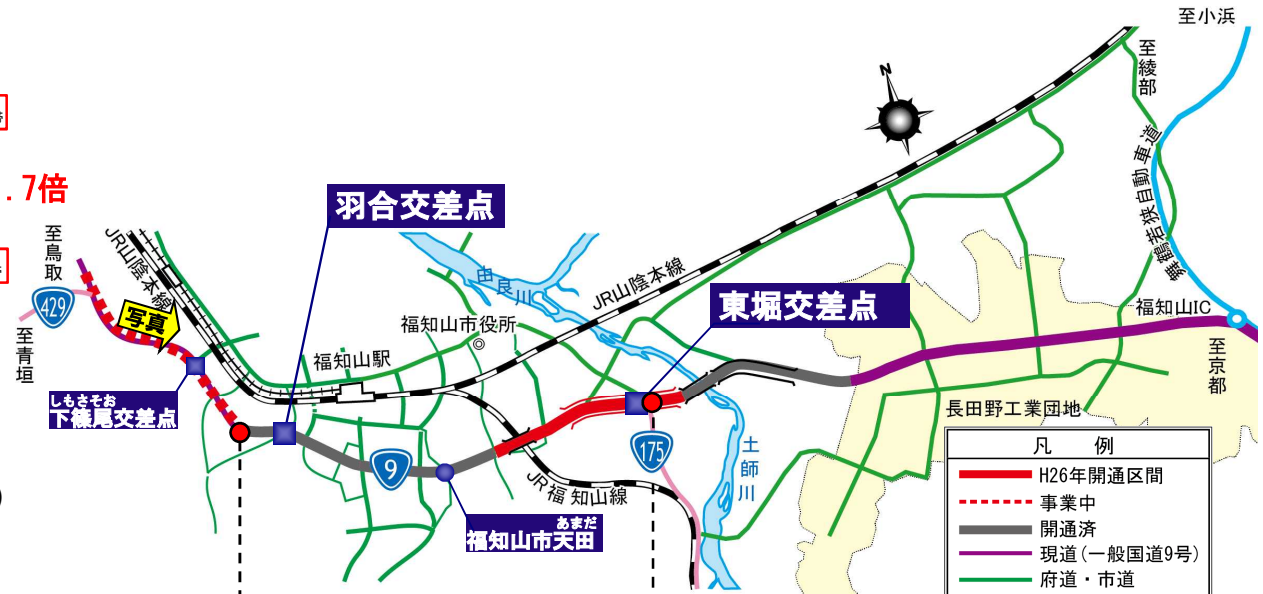 至小浜
至綾部
N
舞鶴若狭自動車道
.7倍
羽合交差点
至鳥取
JR山陰本線
429
写真
至青垣
由良川
JR山陰本線
東堀交差点
福知山市役所
福知山IC
福知山駅
至京都
しもさそお
下篠尾交差点
長田野工業団地
9
175
土師川
JR福知山線
あまだ
福知山市天田
凡 例
H26年開通区間
事業中
開通済
現道(一般国道9号)
府道・市道